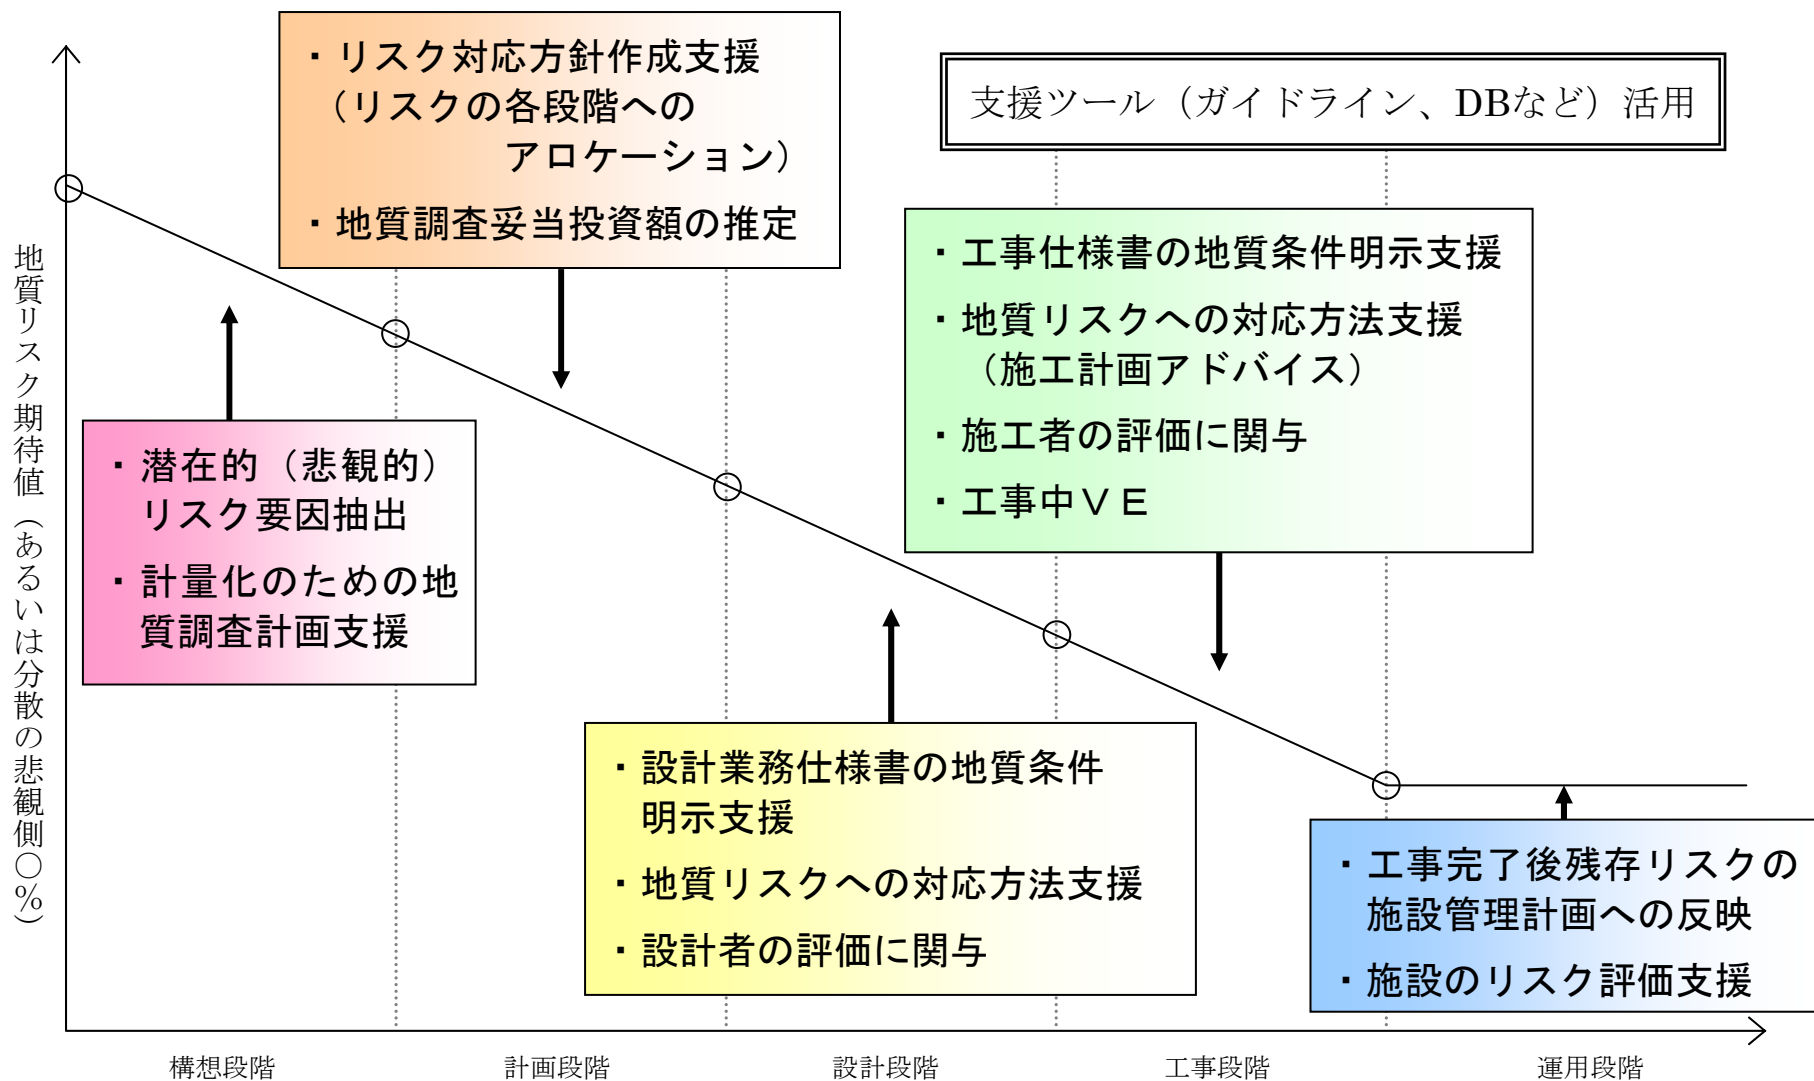 ・リスク対応方針作成支援
（リスクの各段階への
アロケーション）
・地質調査妥当投資額の推定
支援ツール（ガイドライン、DBなど）活用
・工事仕様書の地質条件明示支援
・地質リスクへの対応方法支援
（施工計画アドバイス）
・施工者の評価に関与
・工事中ＶＥ
地質リスク期待値（あるいは分散の悲観側○％）
・潜在的（悲観的）
リスク要因抽出
・計量化のための地
質調査計画支援
・設計業務仕様書の地質条件
明示支援
・地質リスクへの対応方法支援
・設計者の評価に関与
・工事完了後残存リスクの
施設管理計画への反映
・施設のリスク評価支援
構想段階
計画段階
設計段階
工事段階
運用段階